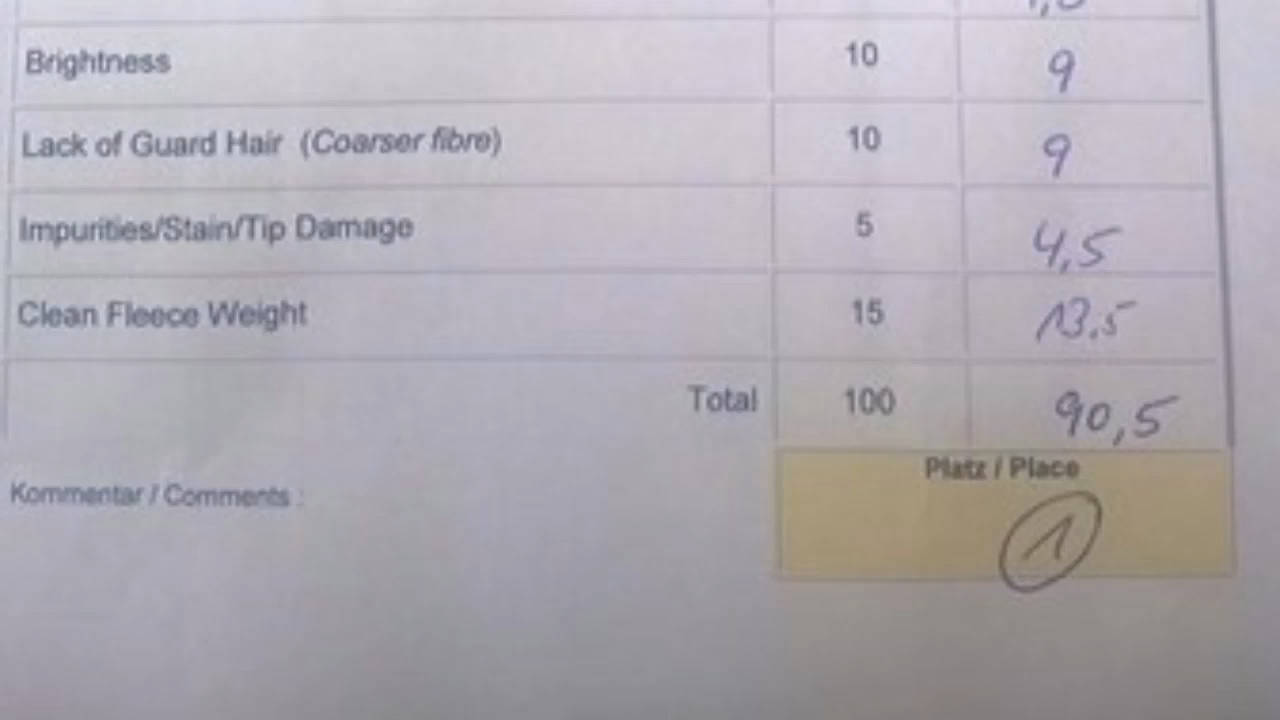 Brightness 10 9
Lack of Guard Hair (Coarser fibre) 10 9
Impurities/Stain/Tip Damage 5 4,5
Clean Fleece Weight 15 13.5
Total 100 90,5
Platz / Place
Kommentar / Comments :
1